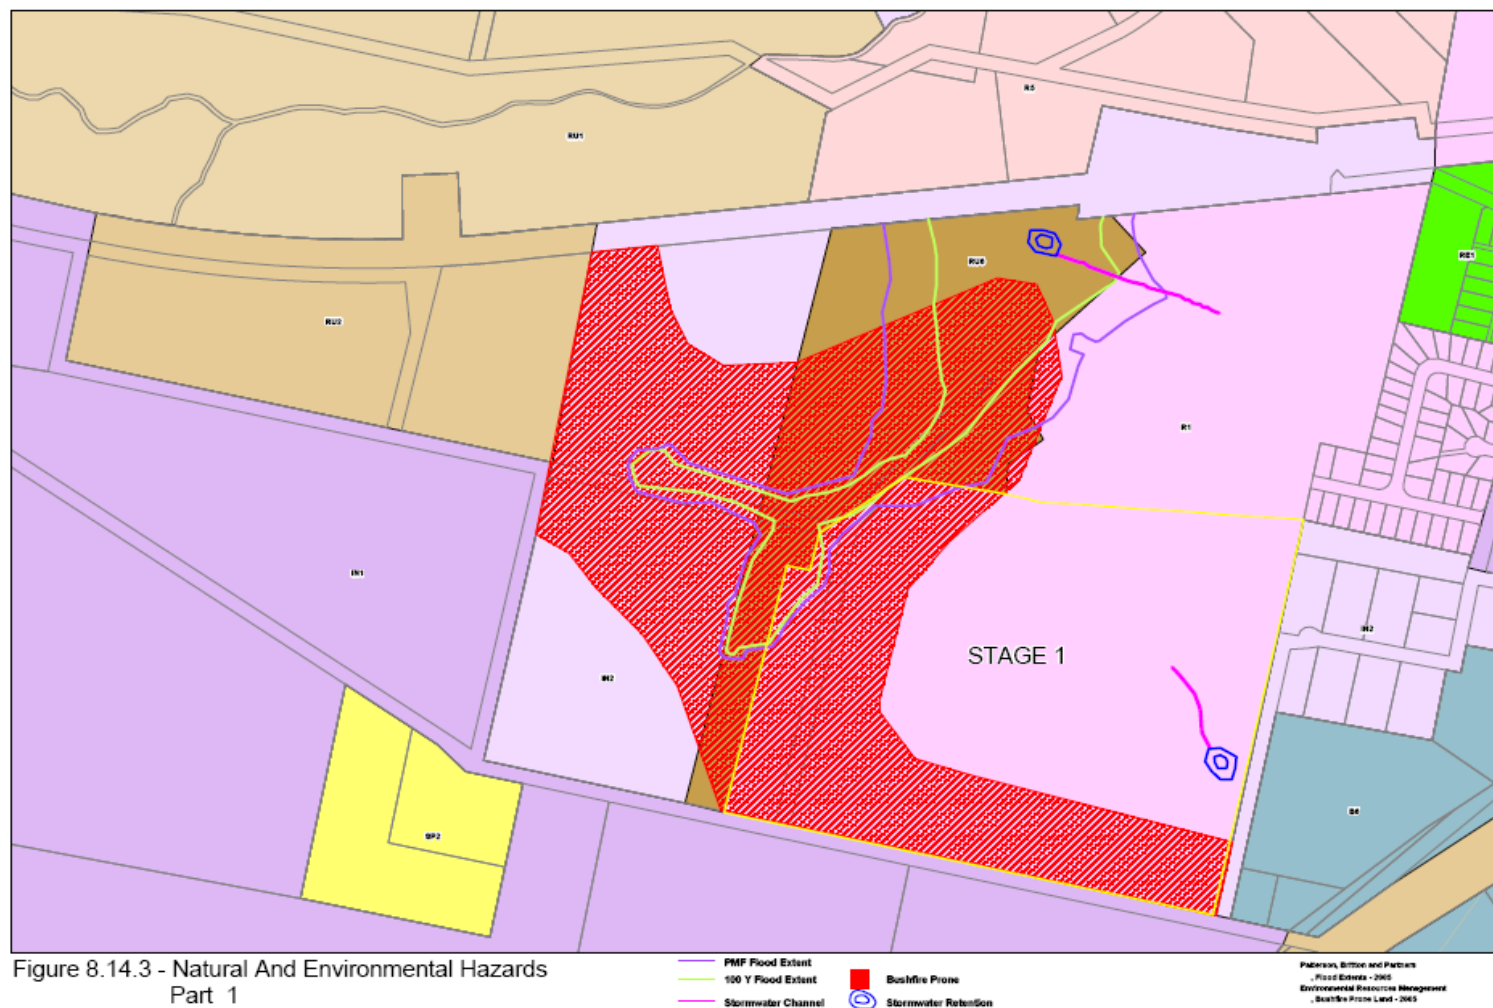 R5
RU1
RU6
RE1
RU2
R1
IN1
STAGE 1
IN2
IN2
B6
SP2
Figure 8.14.3 - Natural And Environmental Hazards
Part 1
PMF Flood Extent
100 Y Flood Extent
Stormwater Channel
Bushfire Prone
Stormwater Retention
Patterson, Britton and Partners
, Flood Extents - 2005
Environmental Resources Management
, Bushfire Prone Land - 2005